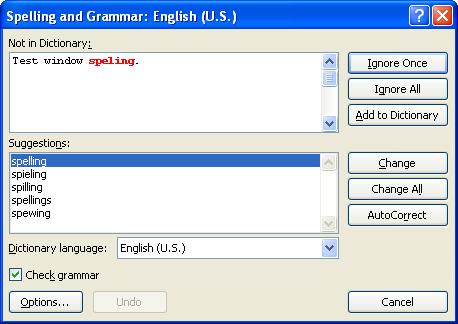 Spelling and Grammar: English (U.S.)
Not in Dictionary:
Test window speling.
Ignore Once
Ignore All
Add to Dictionary
Suggestions:
spelling
spieling
spilling
spellings
spewing
Change
Change All
AutoCorrect
Dictionary language: English (U.S.)
Check grammar
Options... Undo Cancel